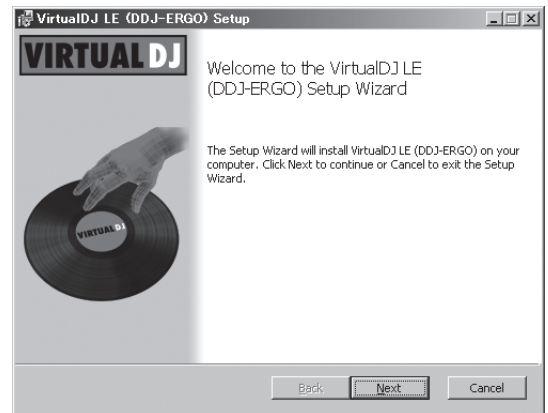 VirtualDJ LE (DDJ-ERGO) Setup
VIRTUAL DJ
Welcome to the VirtualDJ LE
(DDJ-ERGO) Setup Wizard
The Setup Wizard will install VirtualDJ LE (DDJ-ERGO) on your
computer. Click Next to continue or Cancel to exit the Setup
Wizard.
VIRTUAL DJ
Back
Next
Cancel